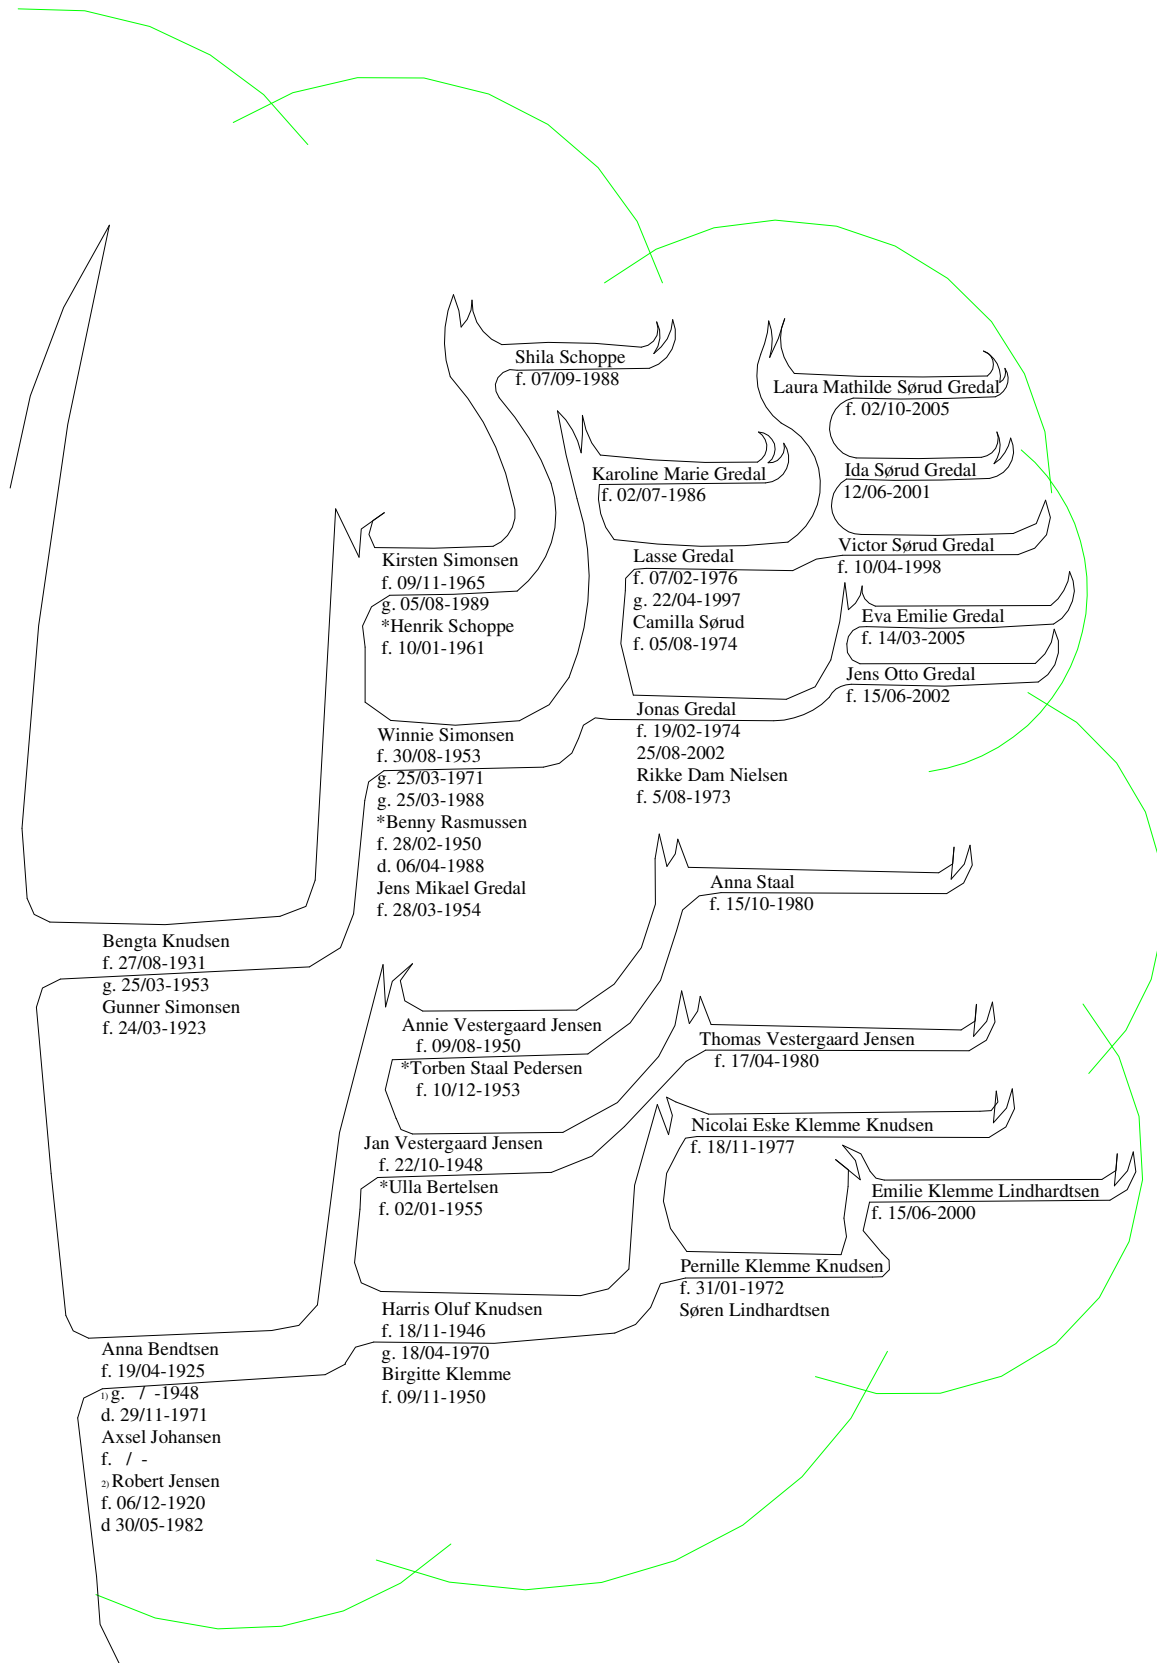 Shila Schoppe
f. 07/09-1988
Laura Mathilde Sørud Gredal
f. 02/10-2005
Karoline Marie Gredal
f. 02/07-1986
Ida Sørud Gredal
12/06-2001
Kirsten Simonsen
f. 09/11-1965
g. 05/08-1989
*Henrik Schoppe
f. 10/01-1961
Lasse Gredal
f. 07/02-1976
g. 22/04-1997
Camilla Sørud
f. 05/08-1974
Victor Sørud Gredal
f. 10/04-1998
Eva Emilie Gredal
f. 14/03-2005
Jens Otto Gredal
f. 15/06-2002
Winnie Simonsen
f. 30/08-1953
g. 25/03-1971
g. 25/03-1988
*Benny Rasmussen
f. 28/02-1950
d. 06/04-1988
Jens Mikael Gredal
f. 28/03-1954
Jonas Gredal
f. 19/02-1974
25/08-2002
Rikke Dam Nielsen
f. 5/08-1973
Anna Staal
f. 15/10-1980
Bengta Knudsen
f. 27/08-1931
g. 25/03-1953
Gunner Simonsen
f. 24/03-1923
Annie Vestergaard Jensen
f. 09/08-1950
*Torben Staal Pedersen
f. 10/12-1953
Thomas Vestergaard Jensen
f. 17/04-1980
Jan Vestergaard Jensen
f. 22/10-1948
*Ulla Bertelsen
f. 02/01-1955
Nicolai Eske Klemme Knudsen
f. 18/11-1977
Emilie Klemme Lindhardtsen
f. 15/06-2000
Pernille Klemme Knudsen
f. 31/01-1972
Søren Lindhardtsen
Harris Oluf Knudsen
f. 18/11-1946
g. 18/04-1970
Birgitte Klemme
f. 09/11-1950
Anna Bendtsen
f. 19/04-1925
1) g. / -1948
d. 29/11-1971
Axsel Johansen
f. / -
2) Robert Jensen
f. 06/12-1920
d 30/05-1982